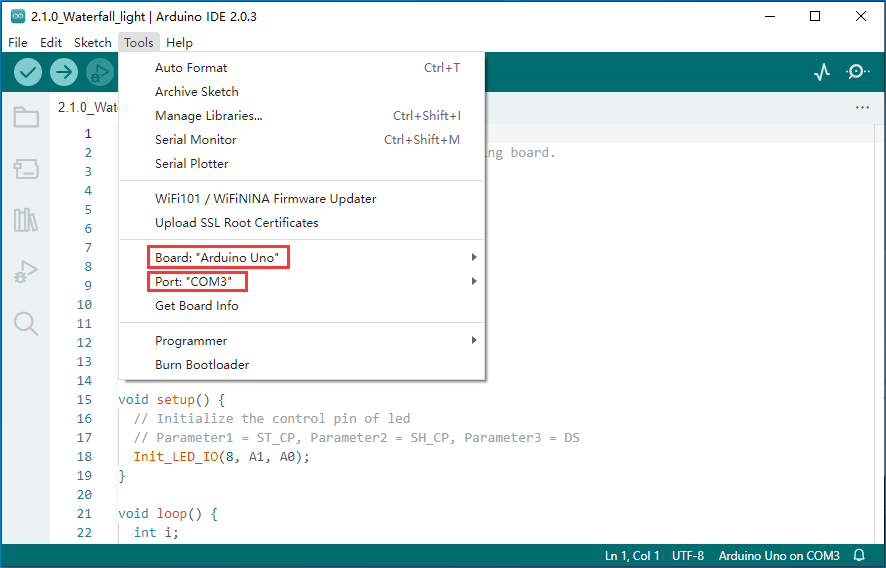 2.1.0_Waterfall_light | Arduino IDE 2.0.3
File Edit Sketch Tools Help
Auto Format Ctrl+T
Archive Sketch
Manage Libraries... Ctrl+Shift+I
Serial Monitor Ctrl+Shift+M
Serial Plotter
WiFi101 / WiFiNINA Firmware Updater
Upload SSL Root Certificates
Board: "Arduino Uno"
Port: "COM3"
Get Board Info
Programmer
Burn Bootloader
2.1.0_Wat
...
1
2 ng board.
3
4
5
6
7
8
9
10
11
12
13
14
15 void setup() {
16 // Initialize the control pin of led
17 // Parameter1 = ST_CP, Parameter2 = SH_CP, Parameter3 = DS
18 Init_LED_IO(8, A1, A0);
19 }
20
21 void loop() {
22 int i;
Ln 1, Col 1 UTF-8 Arduino Uno on COM3